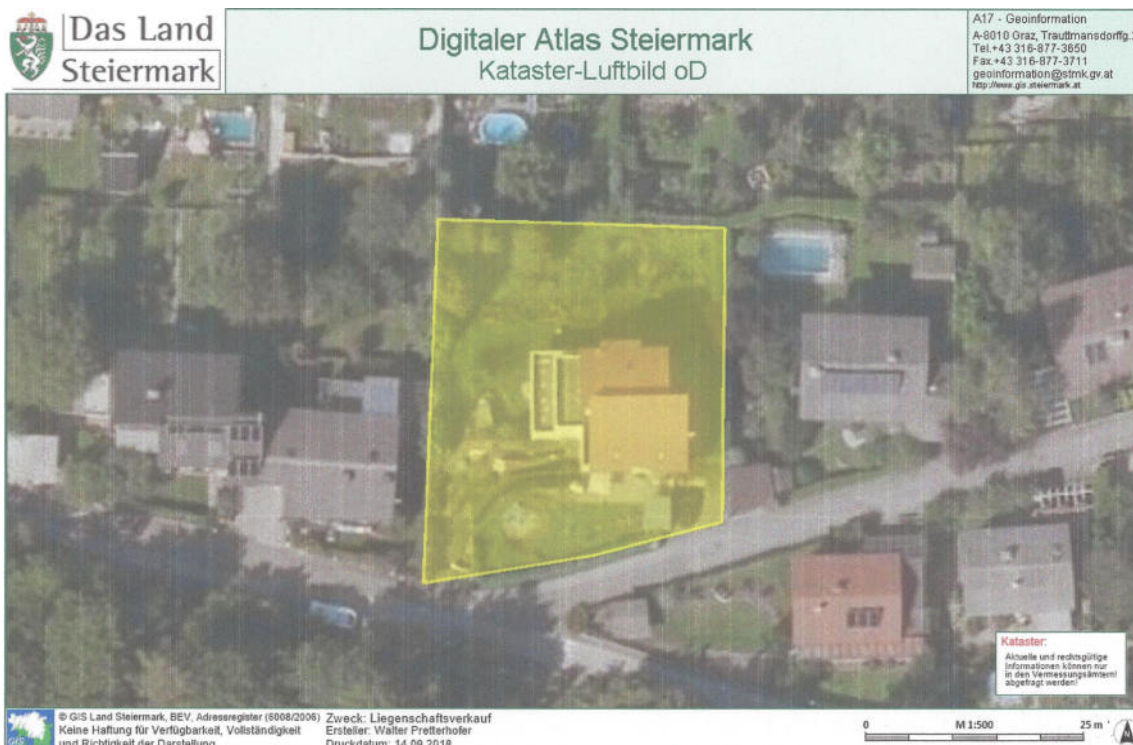 Das Land
Steiermark
Digitaler Atlas Steiermark
Kataster-Luftbild oD
A17 - Geoinformation
A-8010 Graz, Trauttmansdorffg.
Tel.+43 316-877-3650
Fax.+43 316-877-3711
geoinformation@stmk.gv.at
http://www.gis.steiermark.at
Kataster:
Aktuelle und rechtsgültige
Informationen können nur
in den Vermessungsämtern
abgefragt werden!
GIS
© GIS Land Steiermark, BEV, Adressregister (6008/2006)
Keine Haftung für Verfügbarkeit, Vollständigkeit
und Richtigkeit der Darstellung
Zweck: Liegenschaftsverkauf
Ersteller: Walter Pretterhofer
Druckdatum: 14.09.2018
0 M 1:500 25 m